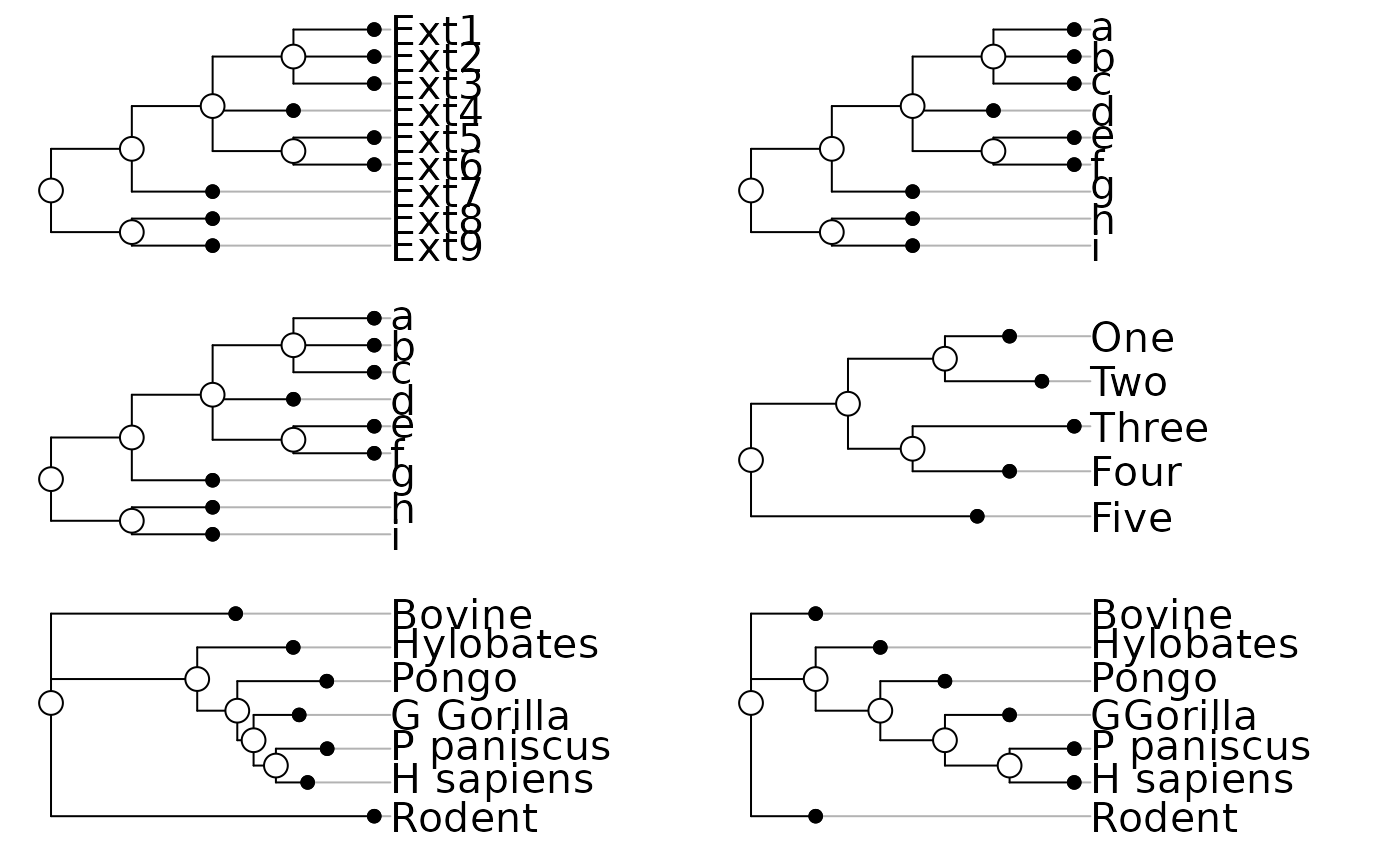 Ext1
Ext2
Ext3
Ext4
Ext5
Ext6
Ext7
Ext8
Ext9
a
b
c
d
e
f
g
h
i
a
b
c
d
e
f
g
h
i
One
Two
Three
Four
Five
Bovine
Hylobates
Pongo
G Gorilla
P paniscus
H sapiens
Rodent
Bovine
Hylobates
Pongo
GGorilla
P paniscus
H sapiens
Rodent